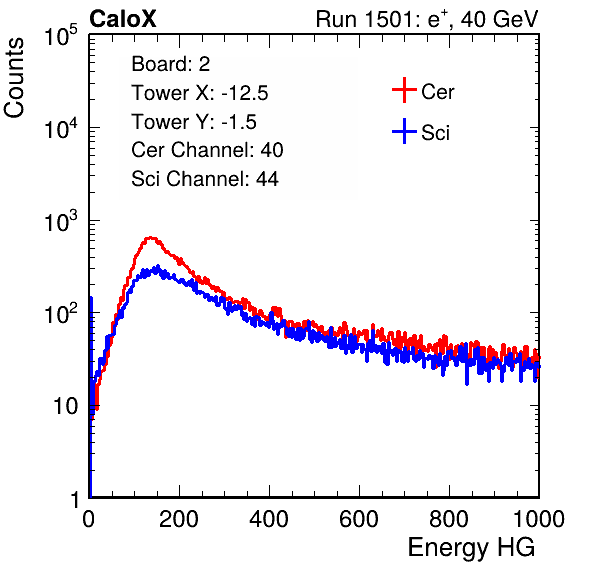 CaloX Run 1501: e⁺, 40 GeV
Counts
Board: 2
Tower X: -12.5
Tower Y: -1.5
Cer Channel: 40
Sci Channel: 44
Cer
Sci
10⁵
10⁴
10³
10²
10
1
0 200 400 600 800 1000
Energy HG